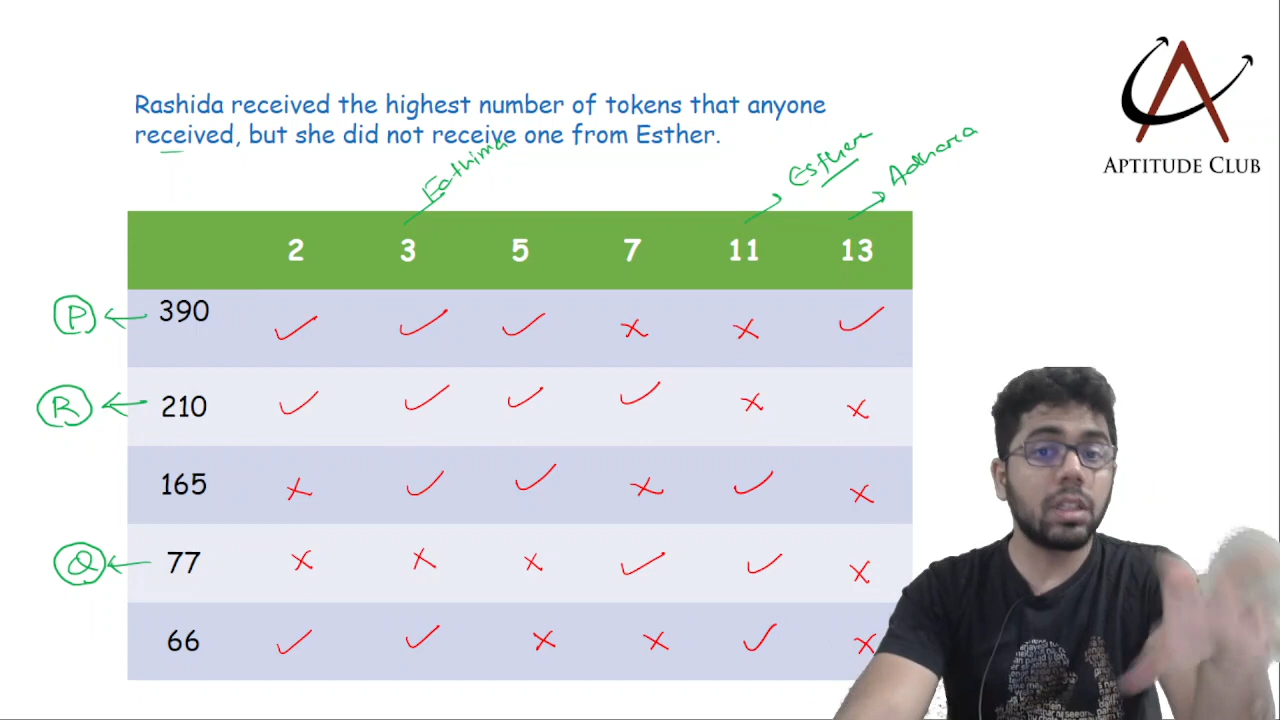 Rashida received the highest number of tokens that anyone
received, but she did not receive one from Esther.
APTITUDE CLUB
Fathima
Esther
2 3 5 7 11 13
P 390
R 210
165
Q 77
66